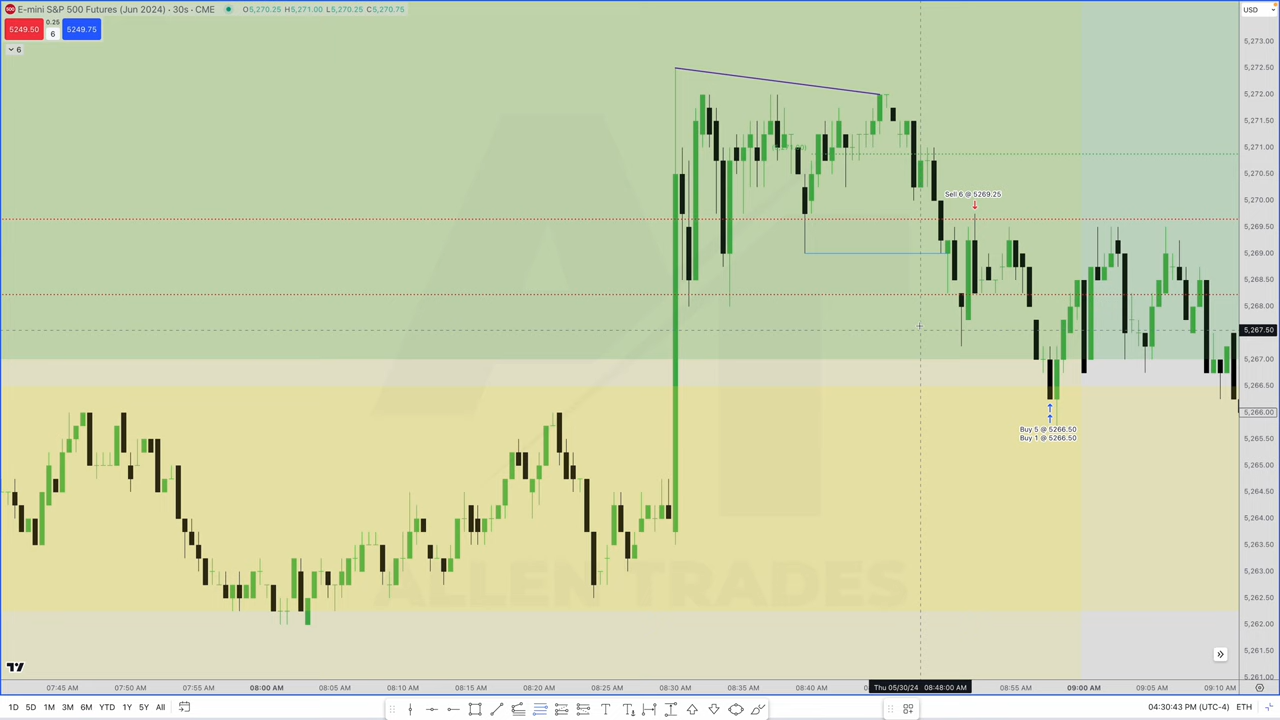 E-mini S&P 500 Futures (Jun 2024) · 30s · CME O5,270.25 H5,271.00 L5,270.25 C5,270.75
USD
5249.50 0.25 6 5249.75
6
5,273.00
5,272.50
5,272.00
5,271.50
5,271.00
5,270.50
5,270.00
5,269.50
5,269.00
5,268.50
5,268.00
5,267.50
5,267.00
5,266.50
5,266.00
5,265.50
5,265.00
5,264.50
5,264.00
5,263.50
5,263.00
5,262.50
5,262.00
5,261.50
5,261.00
Sell 6 @ 5269.25
Buy 5 @ 5266.50
Buy 1 @ 5266.50
ALLEN TRADES
07:45 AM 07:50 AM 07:55 AM 08:00 AM 08:05 AM 08:10 AM 08:15 AM 08:20 AM 08:25 AM 08:30 AM 08:35 AM 08:40 AM Thu 05/30/24 08:48:00 AM 08:55 AM 09:00 AM 09:05 AM 09:10 AM
1D 5D 1M 3M 6M YTD 1Y 5Y All 04:30:43 PM (UTC-4) ETH